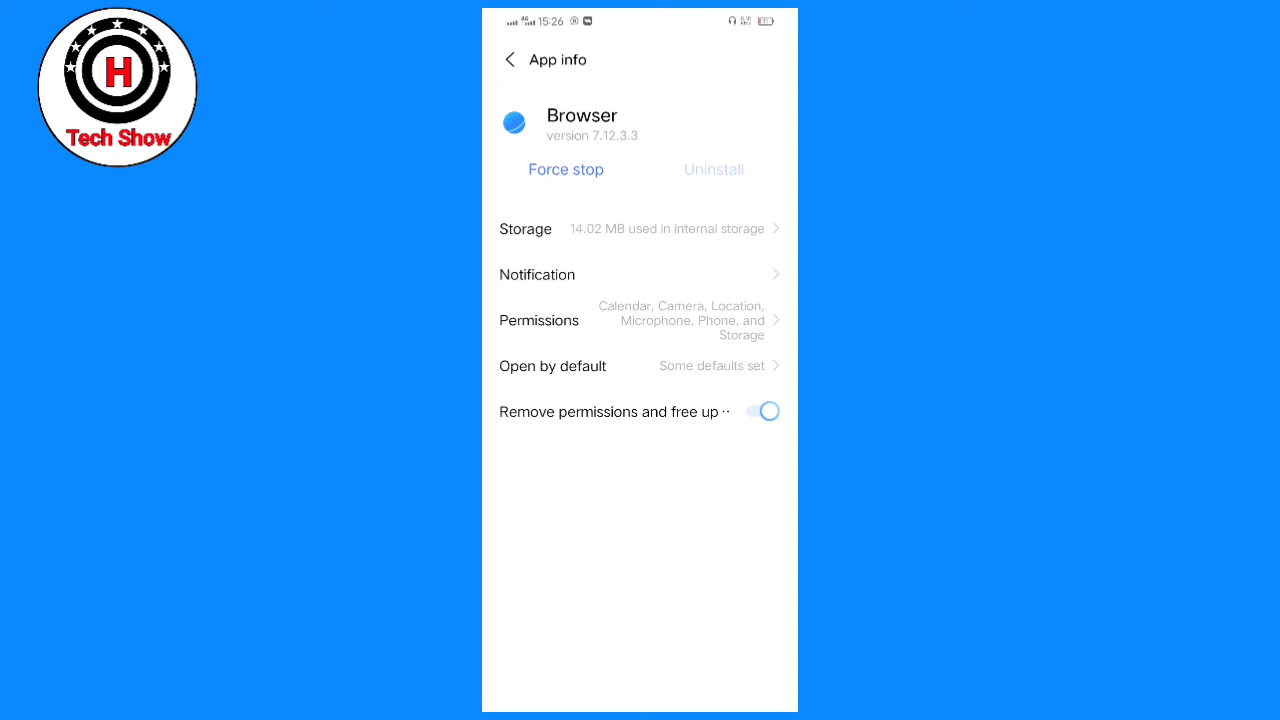 H
Tech Show
4G 15:26
App info
Browser
version 7.12.3.3
Force stop Uninstall
Storage 14.02 MB used in internal storage
Notification
Permissions
Calendar, Camera, Location,
Microphone, Phone, and
Storage
Open by default Some defaults set
Remove permissions and free up ··